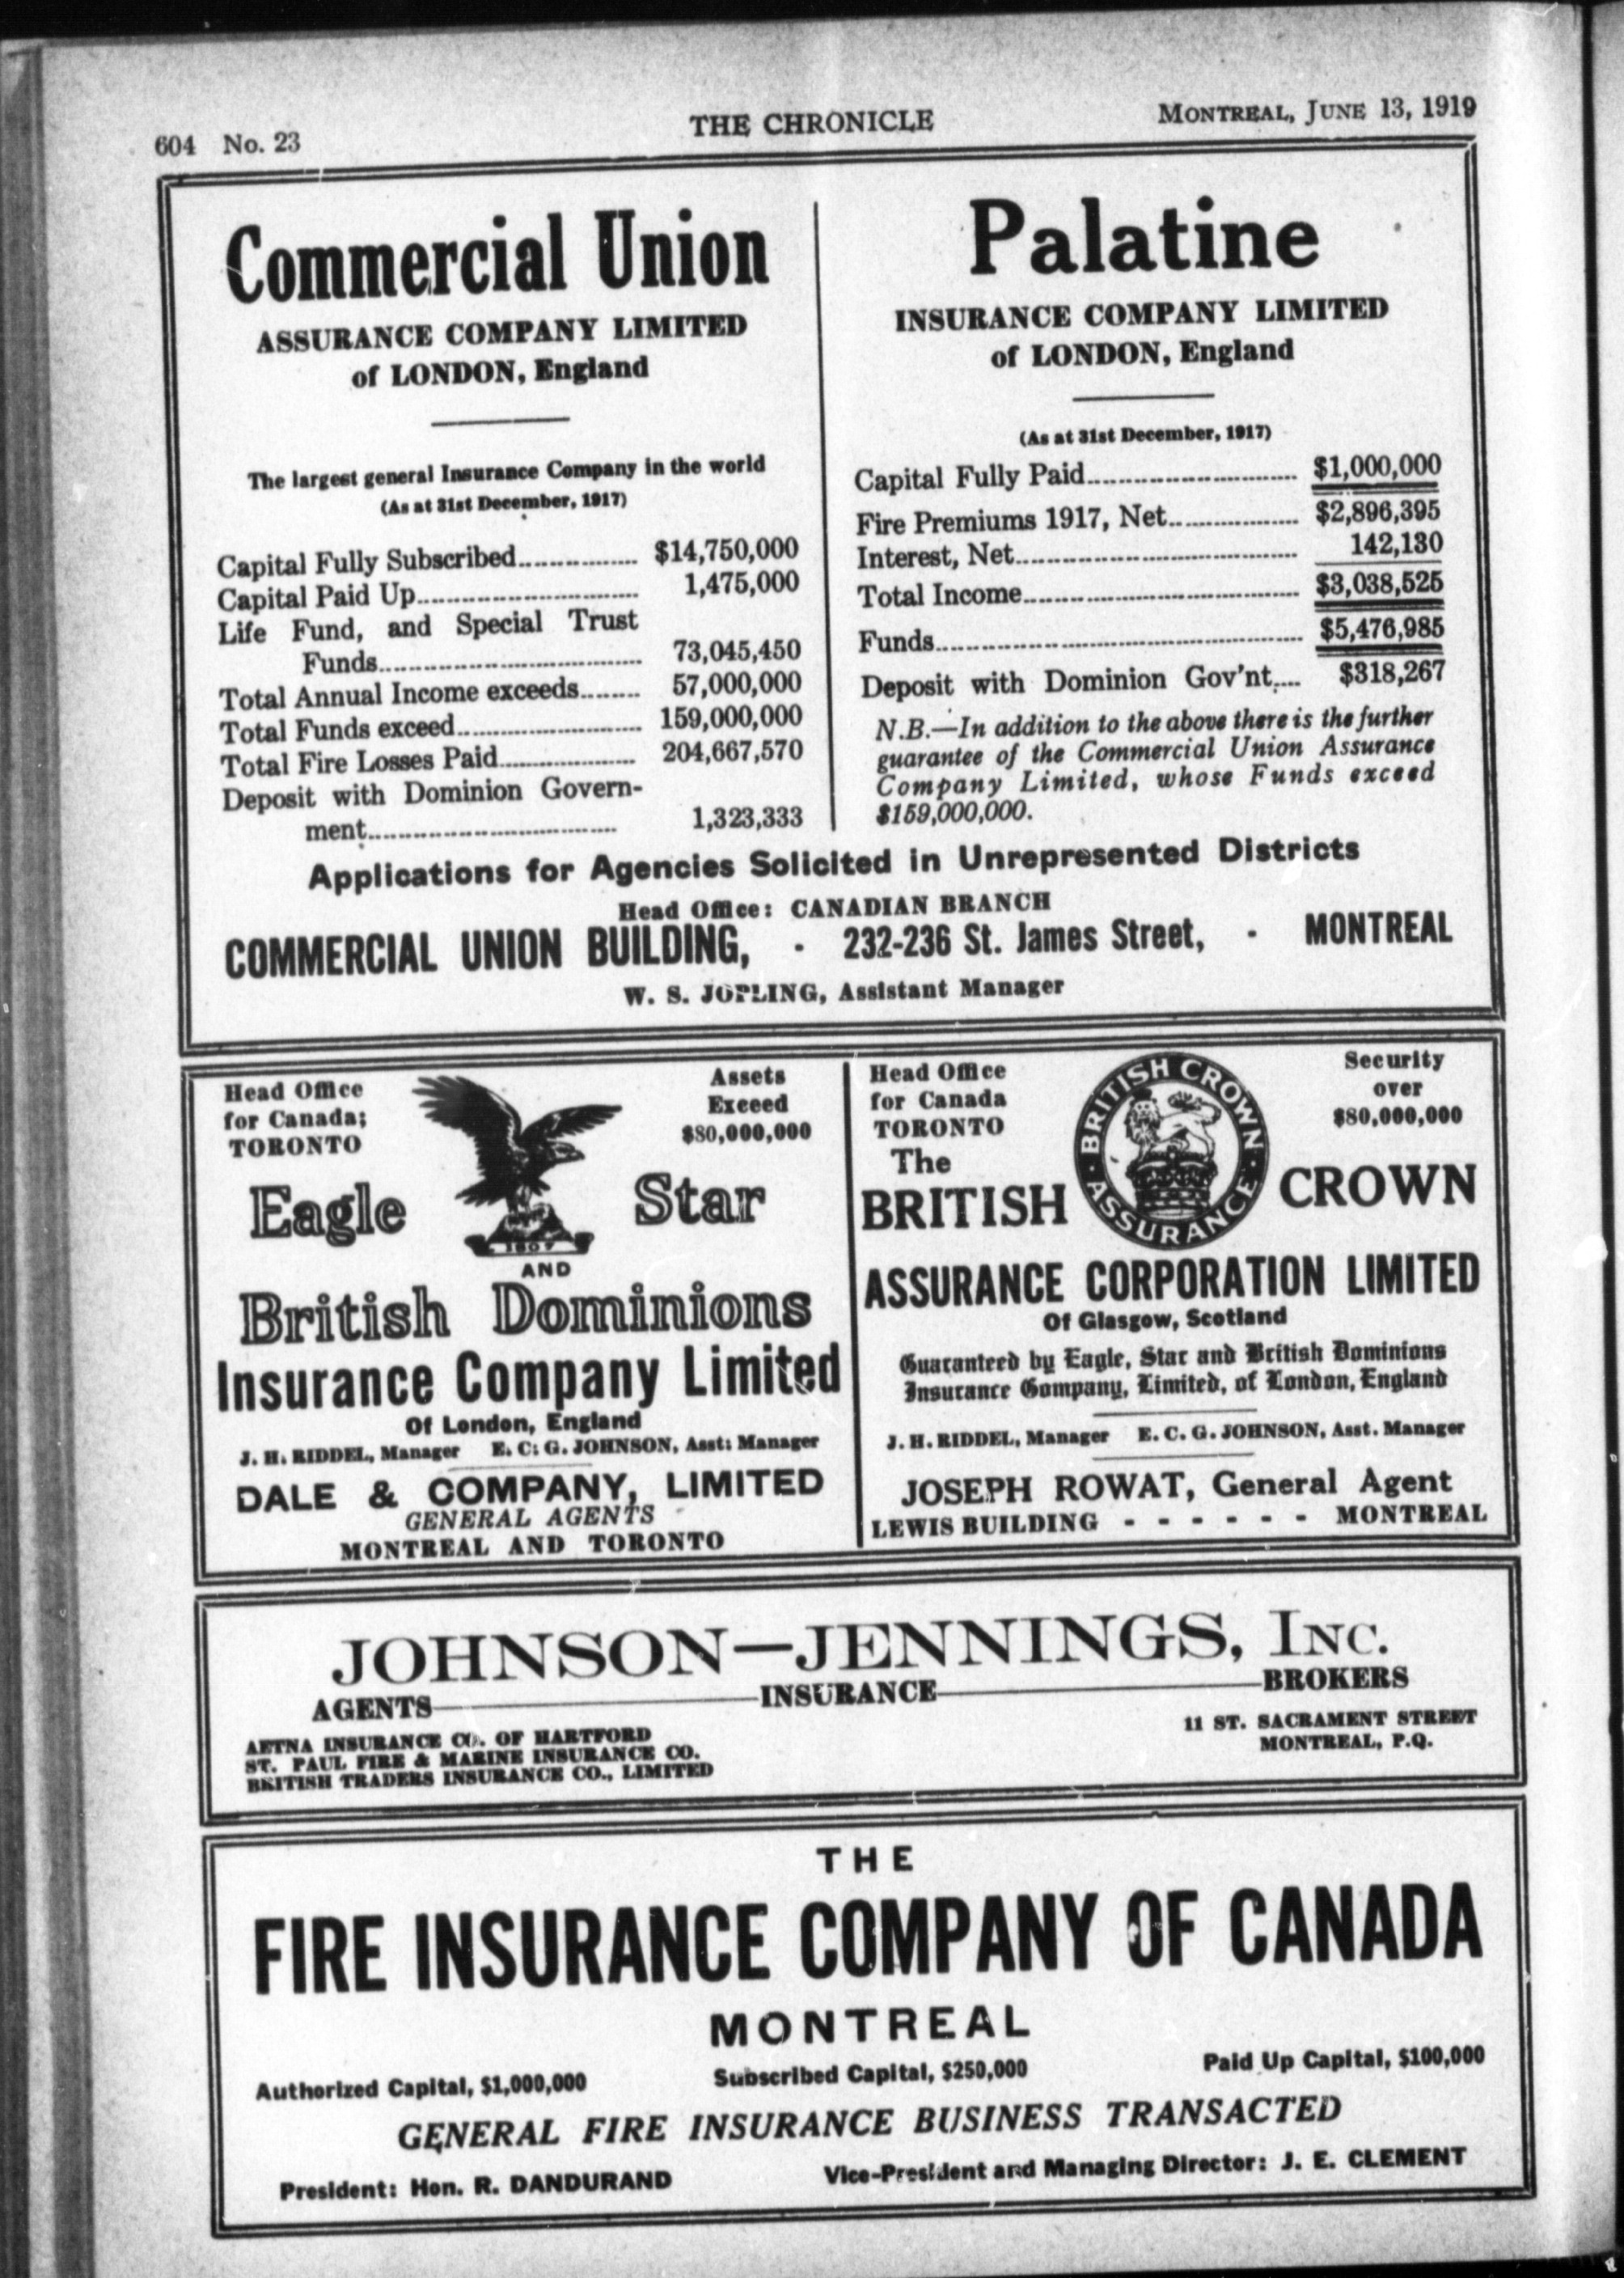 604 No. 23
THE CHRONICLE
MONTREAL, JUNE 13, 1919
Commercial Union
ASSURANCE COMPANY LIMITED
of LONDON, England
The largest general Insurance Company in the world
(As at 31st December, 1917)
Capital Fully Subscribed................ $14,750,000
Capital Paid Up............................. 1,475,000
Life Fund, and Special Trust
Funds.................................. 73,045,450
Total Annual Income exceeds........ 57,000,000
Total Funds exceed........................ 159,000,000
Total Fire Losses Paid.................... 204,667,570
Deposit with Dominion Govern-
ment................................ 1,323,333
Palatine
INSURANCE COMPANY LIMITED
of LONDON, England
(As at 31st December, 1917)
Capital Fully Paid........................... $1,000,000
Fire Premiums 1917, Net.................. $2,896,395
Interest, Net..................................... 142,130
Total Income................................... $3,038,525
Funds............................................... $5,476,985
Deposit with Dominion Gov'nt.... $318,267
N.B.—In addition to the above there is the further
guarantee of the Commercial Union Assurance
Company Limited, whose Funds exceed
$159,000,000.
Applications for Agencies Solicited in Unrepresented Districts
Head Office: CANADIAN BRANCH
COMMERCIAL UNION BUILDING, - 232-236 St. James Street, - MONTREAL
W. S. JOPLING, Assistant Manager
Head Office
for Canada;
TORONTO
Assets
Exceed
$80,000,000
Eagle Star
1807
AND
British Dominions
Insurance Company Limited
Of London, England
J. H. RIDDEL, Manager E. C. G. JOHNSON, Asst. Manager
DALE & COMPANY, LIMITED
GENERAL AGENTS
MONTREAL AND TORONTO
Head Office
for Canada
TORONTO
Security
over
$80,000,000
The
BRITISH CROWN
BRITISH CROWN ASSURANCE
ASSURANCE CORPORATION LIMITED
Of Glasgow, Scotland
Guaranteed by Eagle, Star and British Dominions
Insurance Company, Limited, of London, England
J. H. RIDDEL, Manager E. C. G. JOHNSON, Asst. Manager
JOSEPH ROWAT, General Agent
LEWIS BUILDING - - - - - - MONTREAL
JOHNSON—JENNINGS, INC.
AGENTS INSURANCE BROKERS
AETNA INSURANCE CO. OF HARTFORD
ST. PAUL FIRE & MARINE INSURANCE CO.
BRITISH TRADERS INSURANCE CO., LIMITED
11 ST. SACRAMENT STREET
MONTREAL, P.Q.
THE
FIRE INSURANCE COMPANY OF CANADA
MONTREAL
Authorized Capital, $1,000,000 Subscribed Capital, $250,000 Paid Up Capital, $100,000
GENERAL FIRE INSURANCE BUSINESS TRANSACTED
President: Hon. R. DANDURAND Vice-President and Managing Director: J. E. CLEMENT